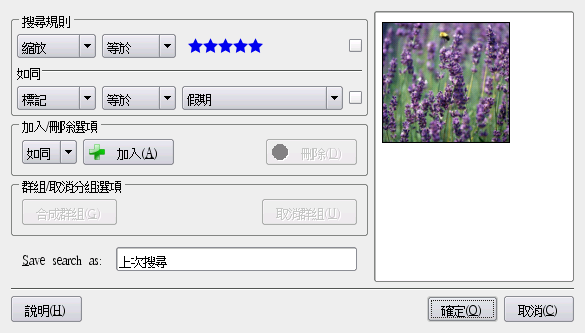 搜尋規則
縮放 等於
如同
標記 等於 假期
加入/刪除選項
如同 加入(A) 刪除(D)
群組/取消分組選項
合成群組(G) 取消群組(U)
Save search as: 上次搜尋
說明(H) 確定(O) 取消(C)